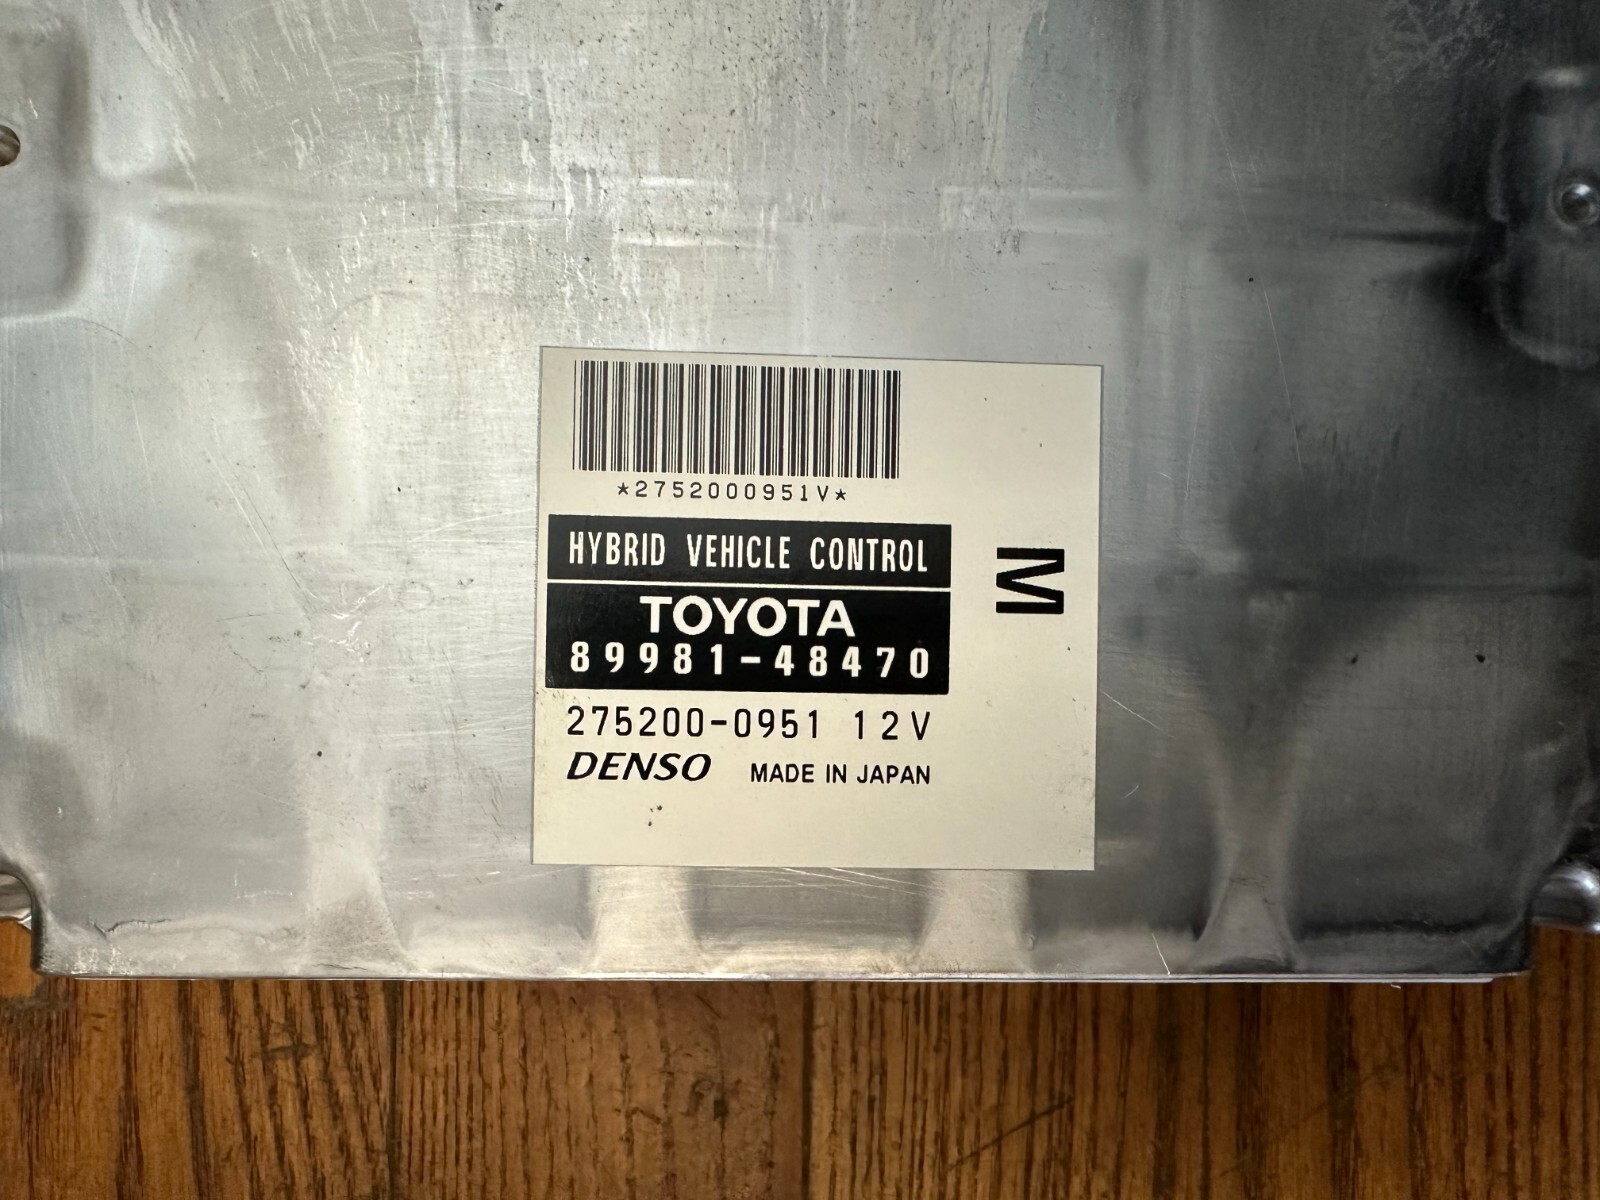 *2752000951V*
HYBRID VEHICLE CONTROL
TOYOTA
89981-48470
275200-0951 12V
DENSO MADE IN JAPAN
M